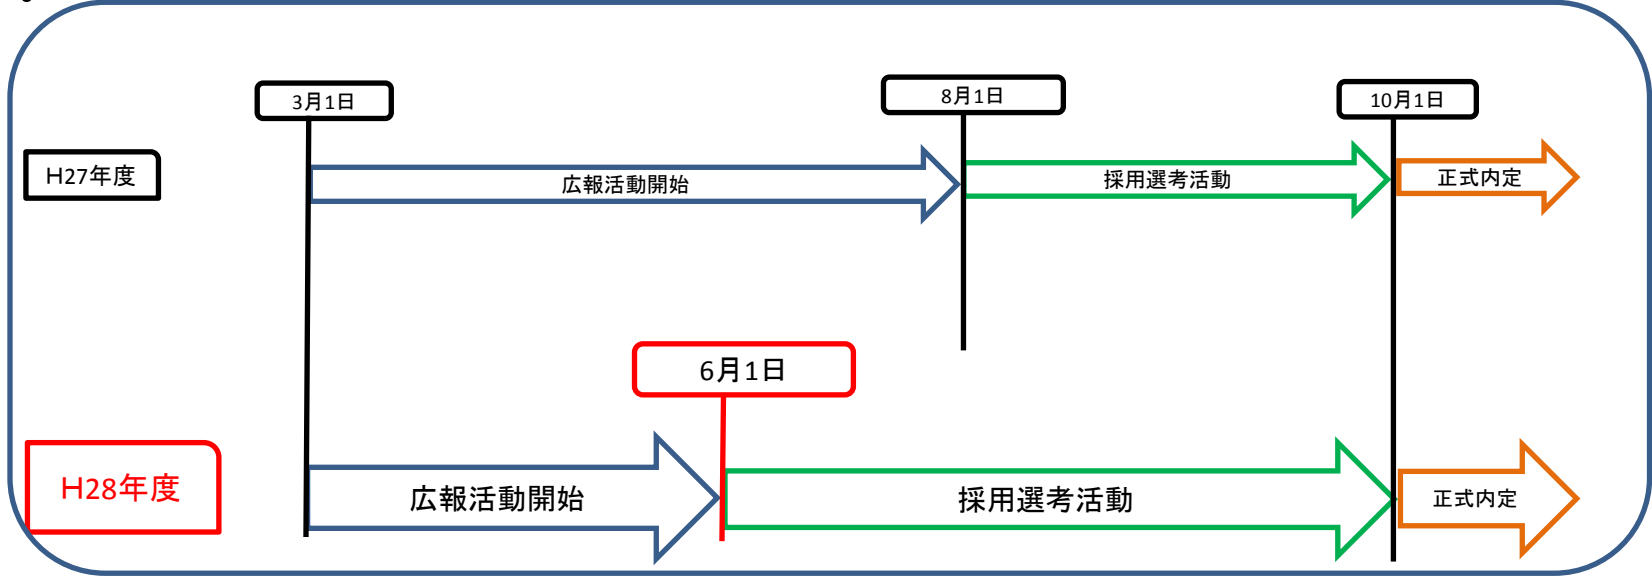 3月1日
8月1日
10月1日
H27年度
広報活動開始
採用選考活動
正式内定
6月1日
H28年度
広報活動開始
採用選考活動
正式内定